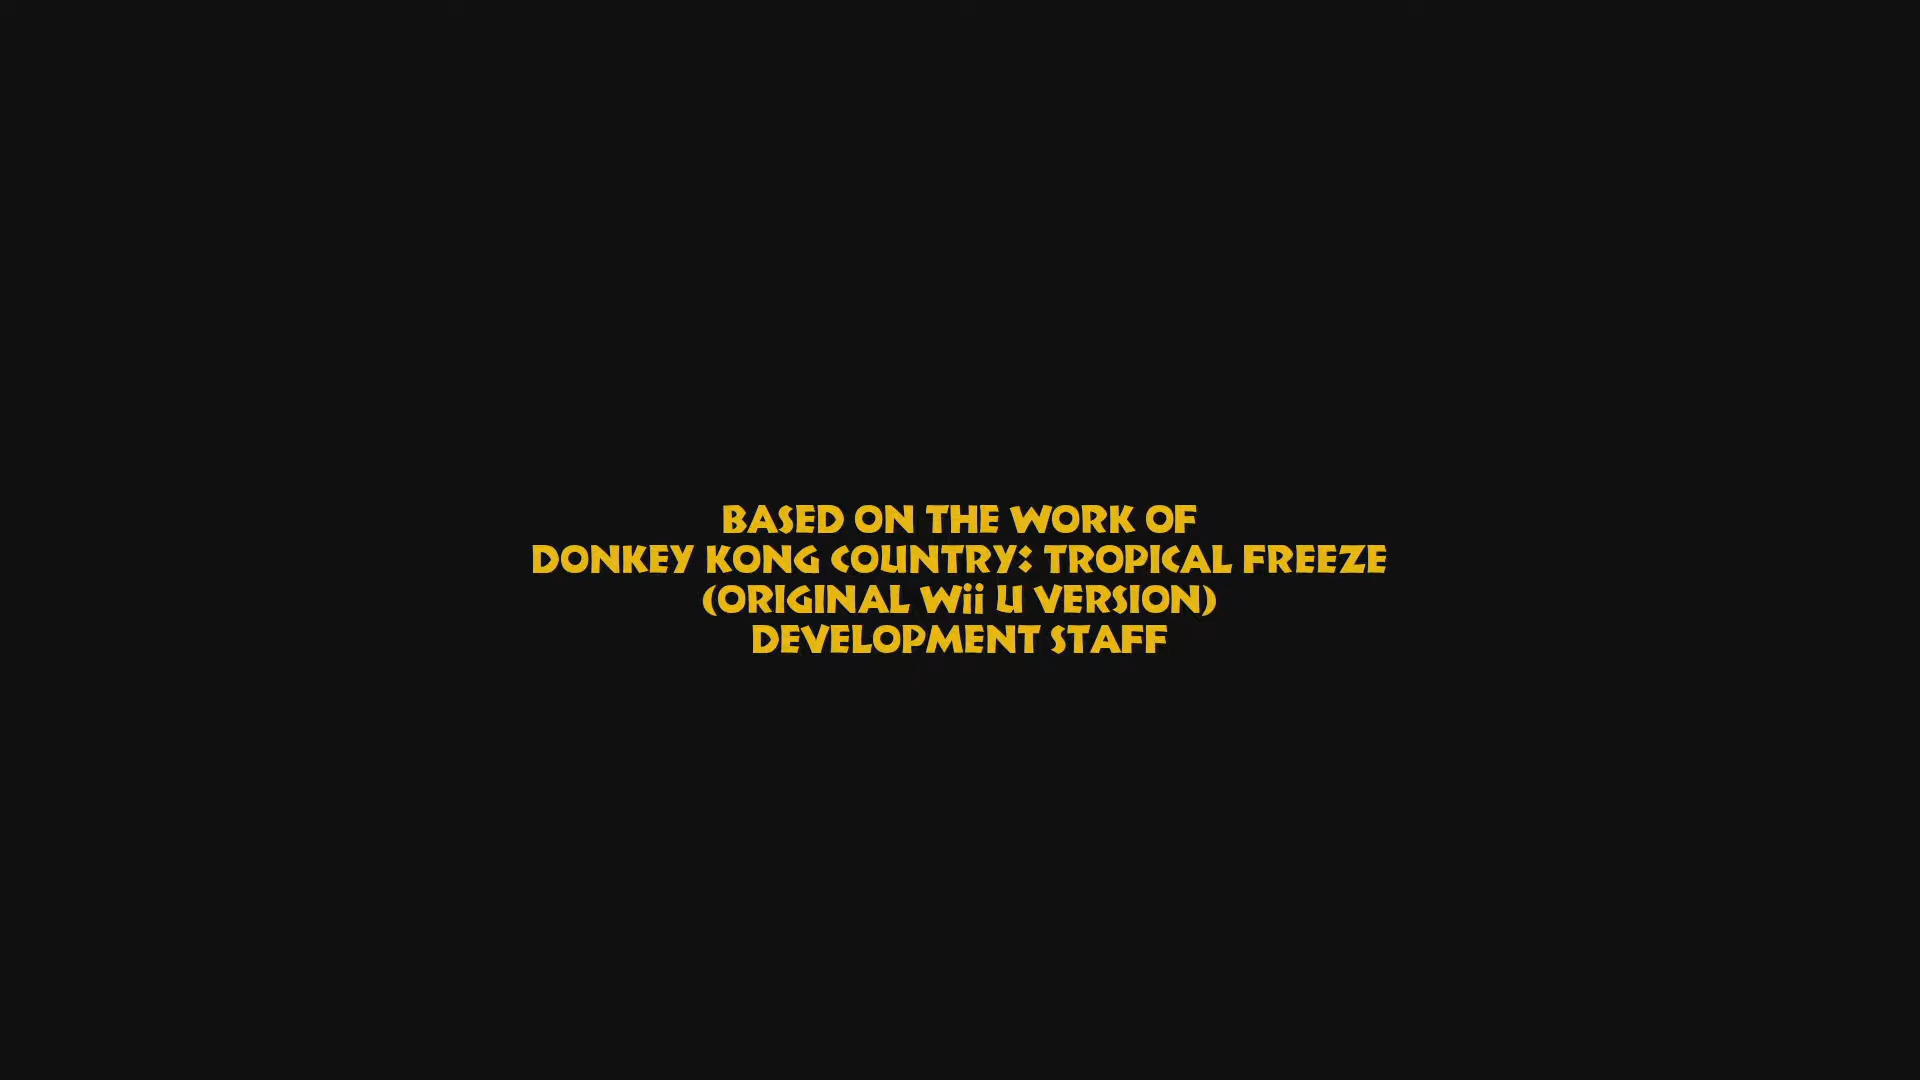 BASED ON THE WORK OF
DONKEY KONG COUNTRY: TROPICAL FREEZE
(ORIGINAL Wii U VERSION)
DEVELOPMENT STAFF